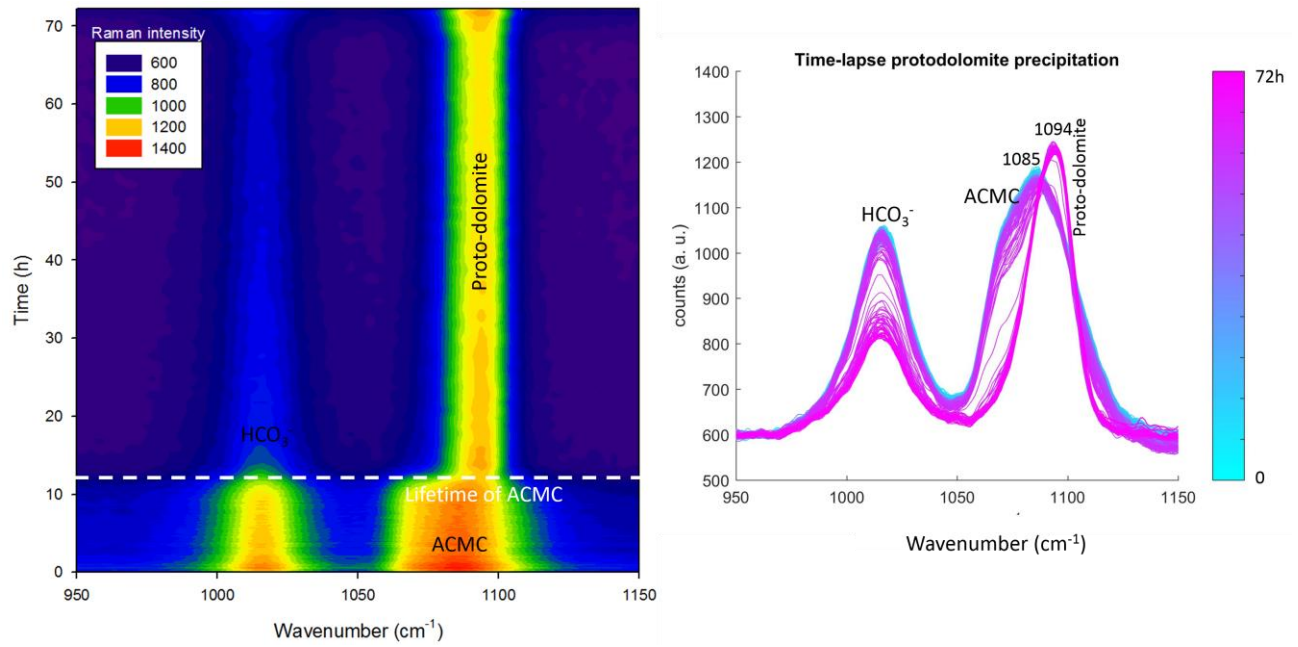 Raman intensity
600
800
1000
1200
1400
70
60
50
40
30
20
10
0
Time (h)
Proto-dolomite
HCO3
Lifetime of ACMC
ACMC
950 1000 1050 1100 1150
Wavenumber (cm-1)
Time-lapse protodolomite precipitation
1400
1300
1200
1100
1000
900
800
700
600
500
counts (a. u.)
HCO3-
ACMC
1085
1094
Proto-dolomite
950 1000 1050 1100 1150
Wavenumber (cm-1)
72h
0